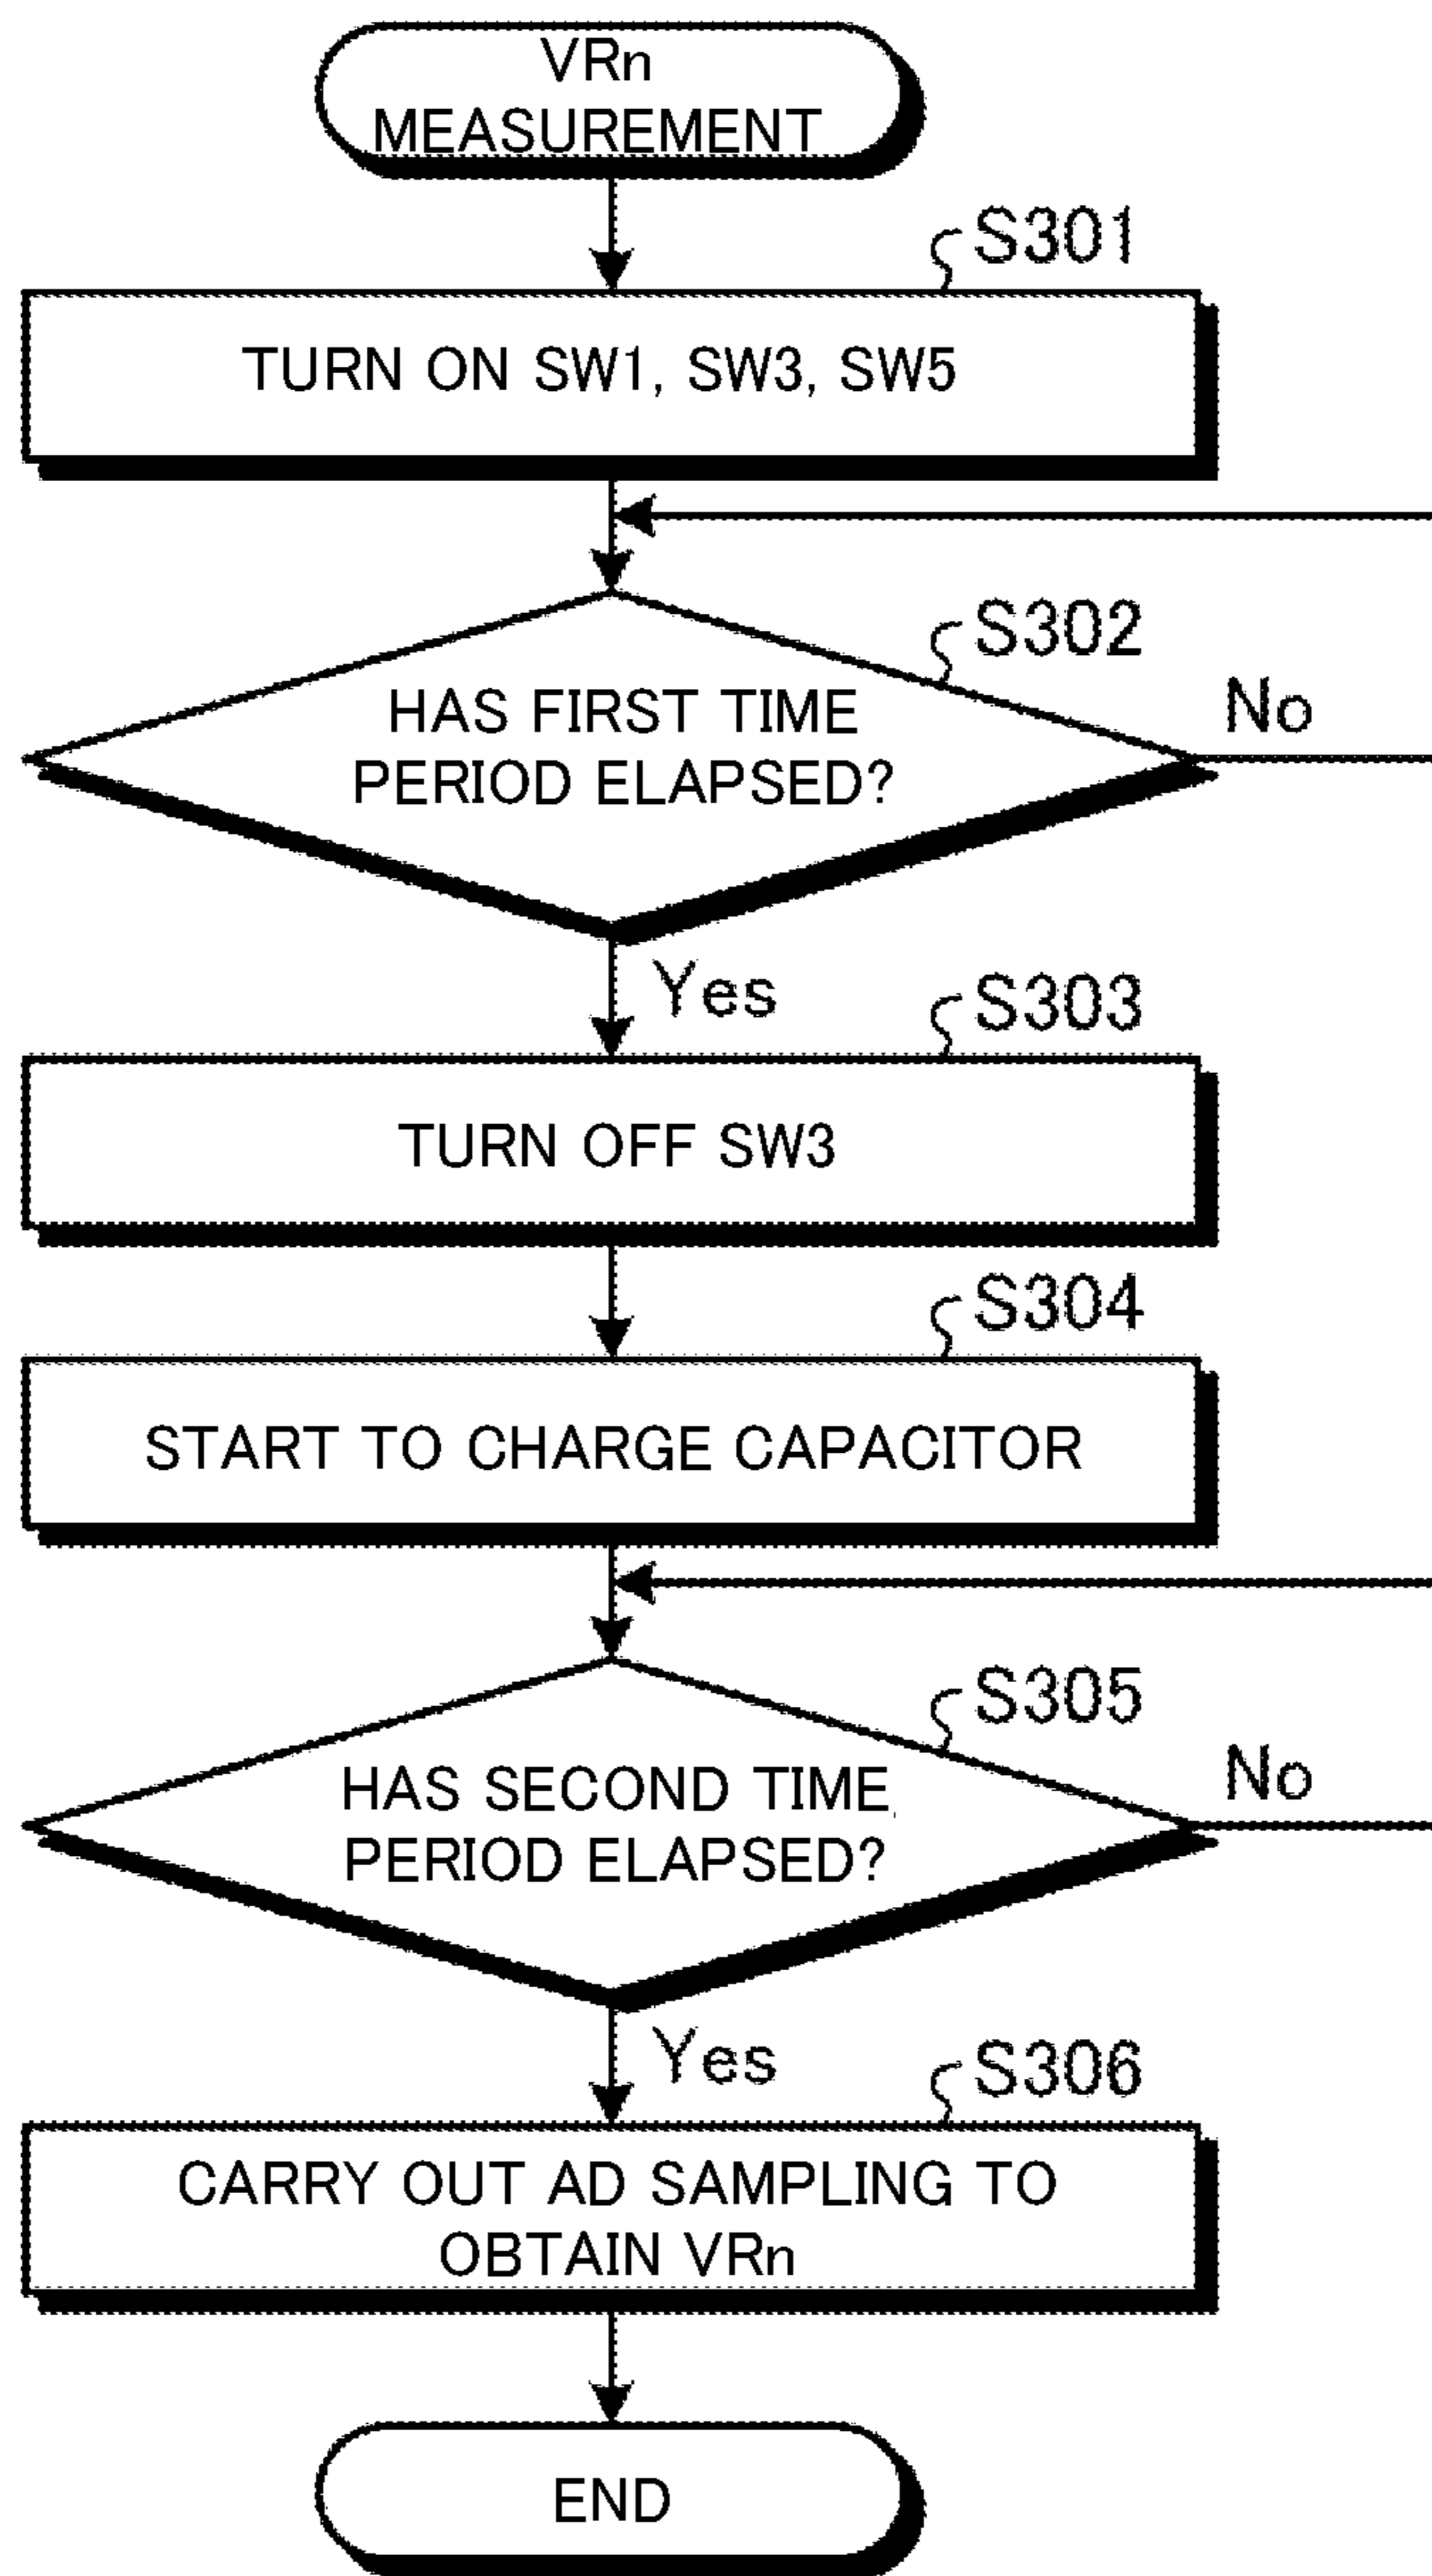 VRn
MEASUREMENT
S301
TURN ON SW1, SW3, SW5
S302
HAS FIRST TIME
PERIOD ELAPSED?
No
Yes
S303
TURN OFF SW3
S304
START TO CHARGE CAPACITOR
S305
HAS SECOND TIME
PERIOD ELAPSED?
No
Yes
S306
CARRY OUT AD SAMPLING TO
OBTAIN VRn
END